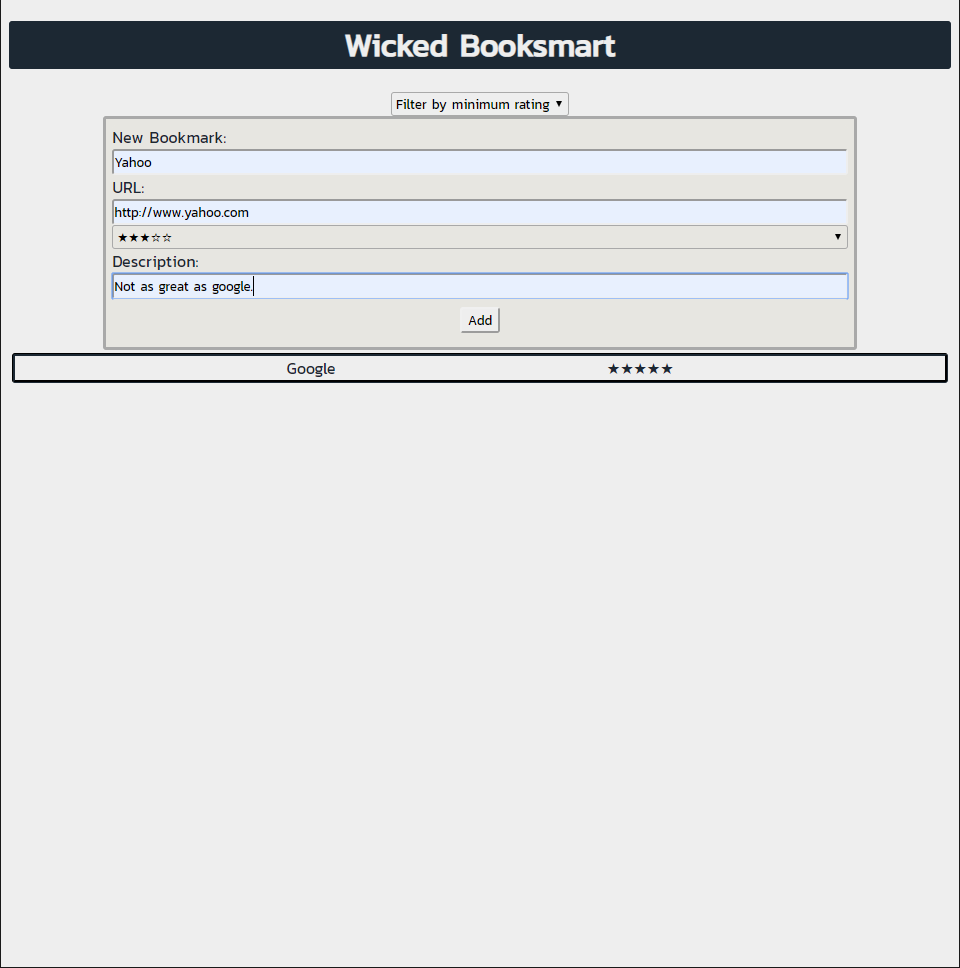 Wicked Booksmart
Filter by minimum rating ▼
New Bookmark:
Yahoo
URL:
http://www.yahoo.com
★★★☆☆ ▼
Description:
Not as great as google.
Add
Google ★★★★★